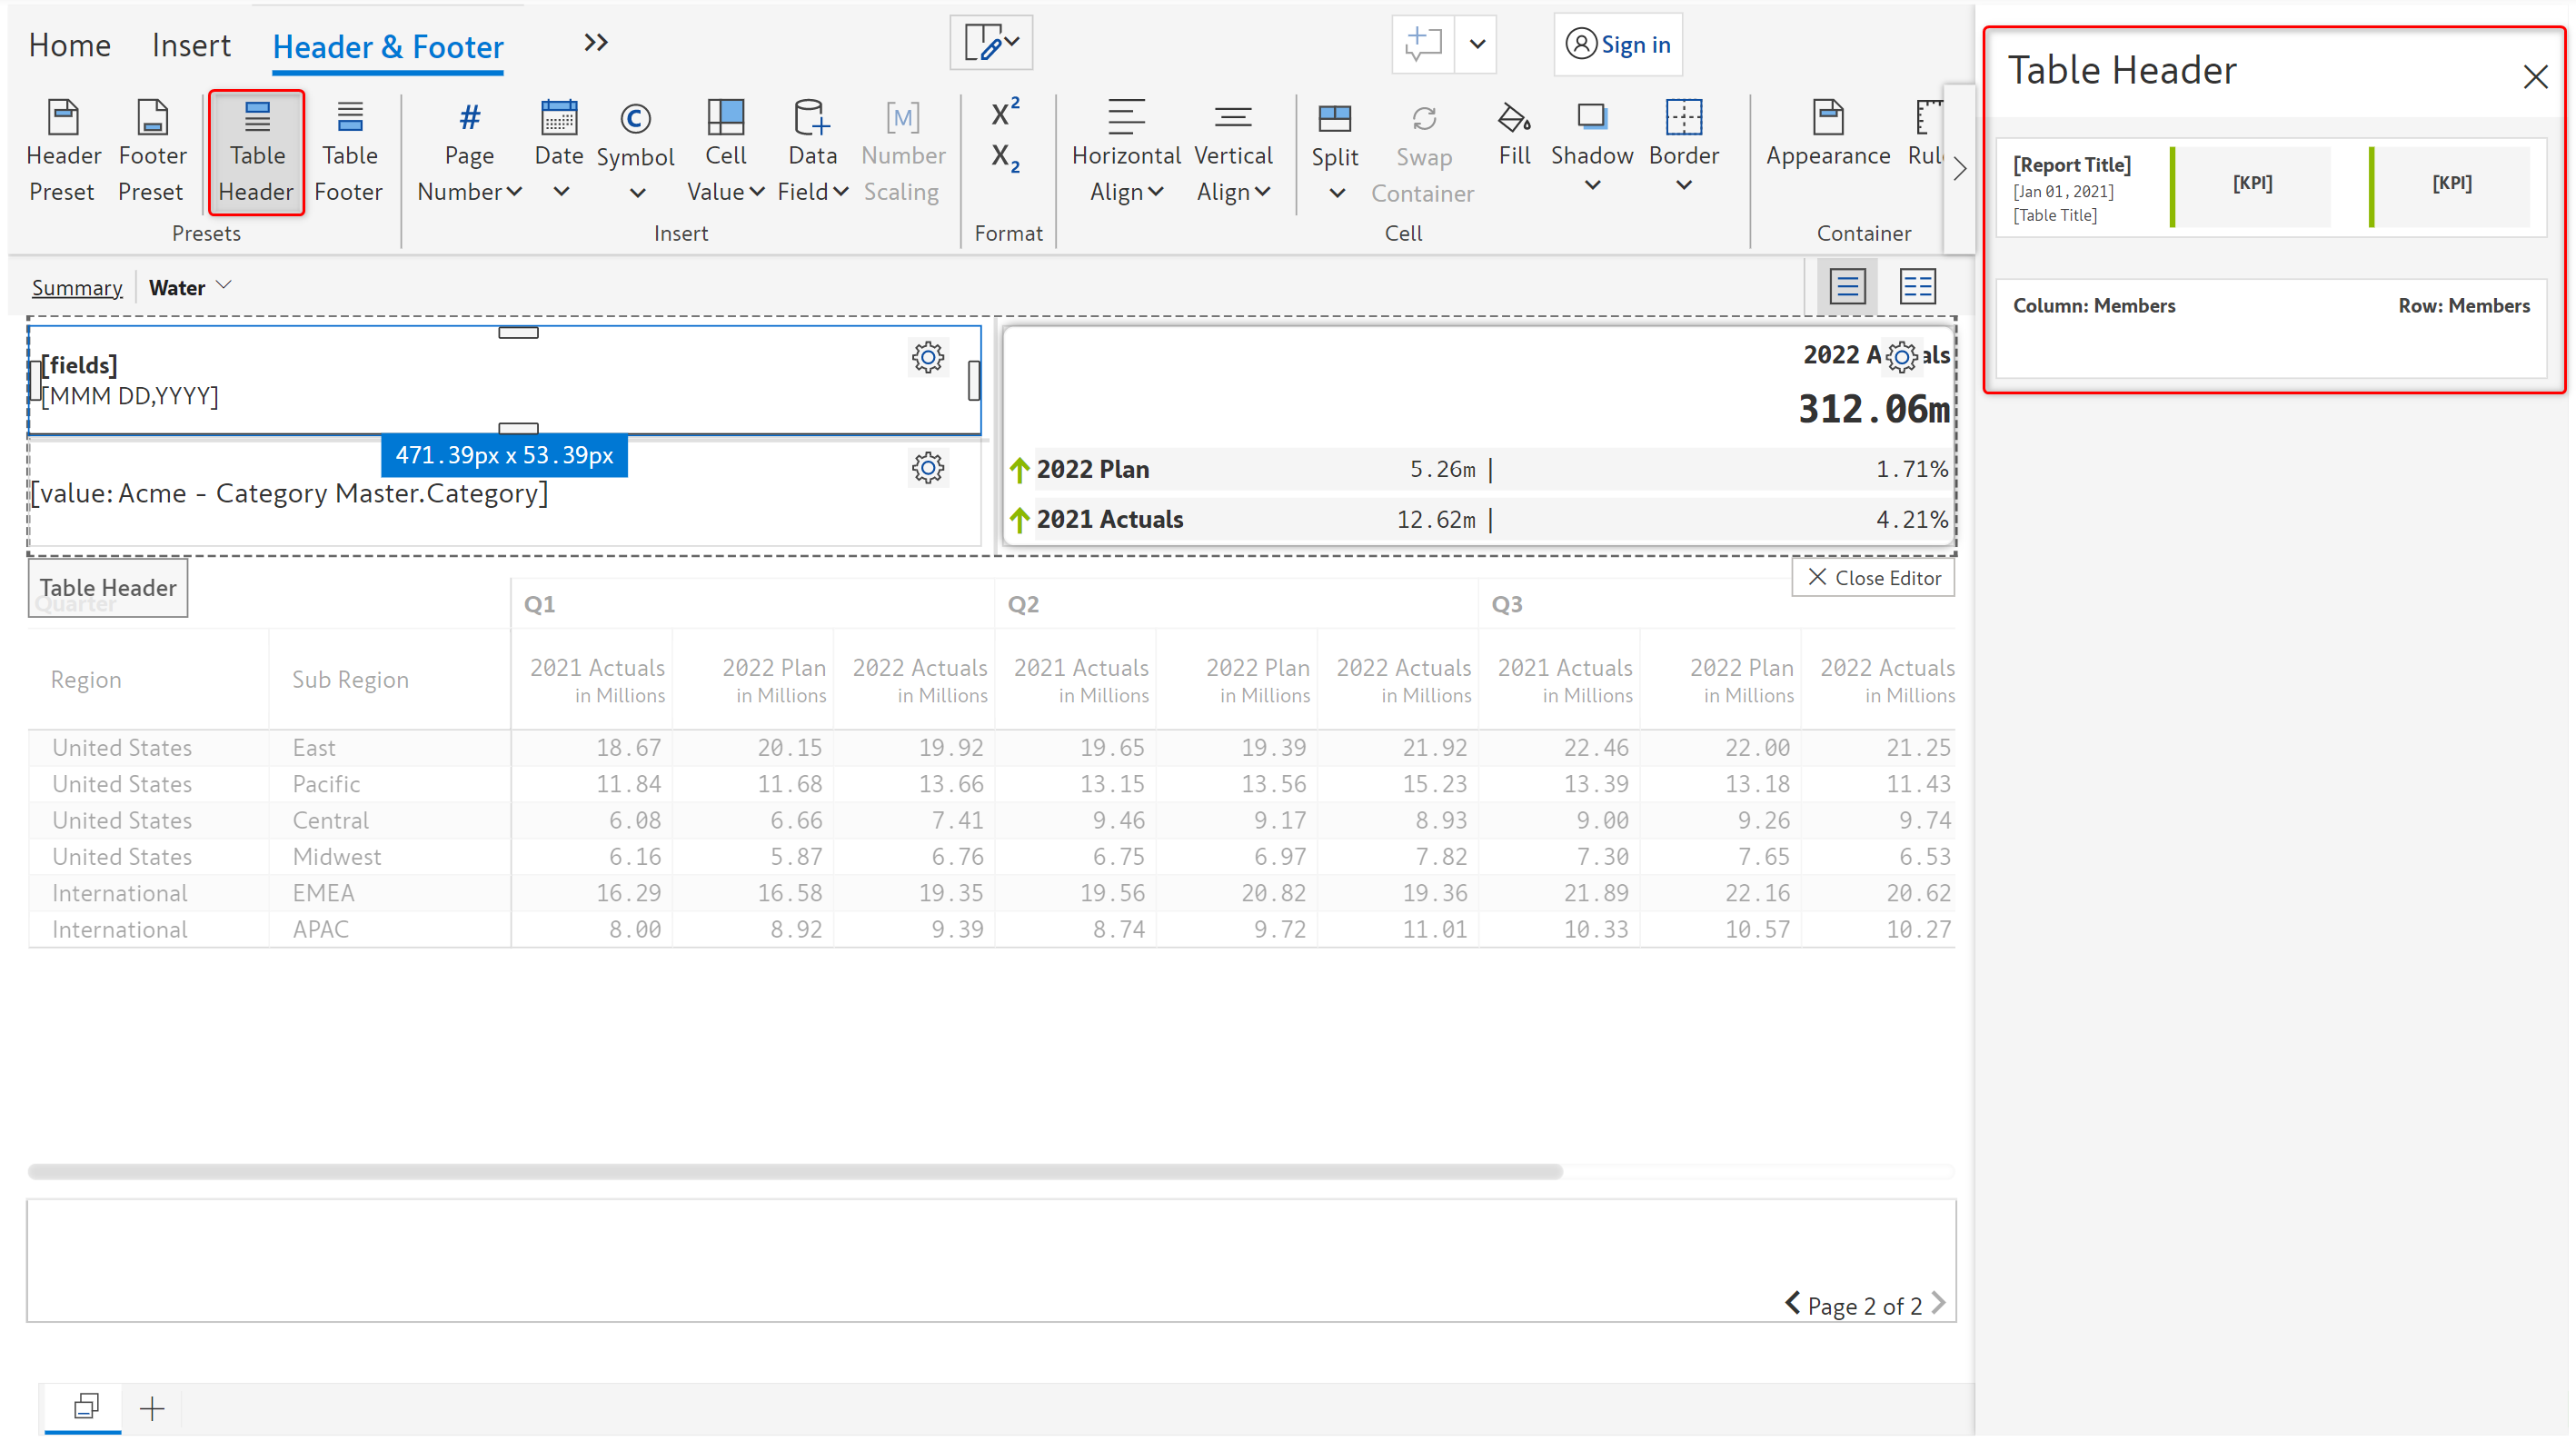 Home Insert Header & Footer >> Sign in
Header Preset
Footer Preset
Table Header
Table Footer
Presets
# Page Number
Date
Symbol
Cell Value
Data Field
[M] Number Scaling
Insert
X²
X₂
Format
Horizontal Align
Vertical Align
Split
Swap Container
Fill
Shadow
Border
Cell
Appearance
Rul
Container
Summary Water
[fields]
[MMM DD,YYYY]
471.39px x 53.39px
[value: Acme - Category Master.Category]
2022 A als
312.06m
2022 Plan 5.26m | 1.71%
2021 Actuals 12.62m | 4.21%
Table Header
Quarter
Close Editor
Q1 Q2 Q3
Region Sub Region 2021 Actuals 2022 Plan 2022 Actuals 2021 Actuals 2022 Plan 2022 Actuals 2021 Actuals 2022 Plan 2022 Actuals
in Millions in Millions in Millions in Millions in Millions in Millions in Millions in Millions in Millions
United States East 18.67 20.15 19.92 19.65 19.39 21.92 22.46 22.00 21.25
United States Pacific 11.84 11.68 13.66 13.15 13.56 15.23 13.39 13.18 11.43
United States Central 6.08 6.66 7.41 9.46 9.17 8.93 9.00 9.26 9.74
United States Midwest 6.16 5.87 6.76 6.75 6.97 7.82 7.30 7.65 6.53
International EMEA 16.29 16.58 19.35 19.56 20.82 19.36 21.89 22.16 20.62
International APAC 8.00 8.92 9.39 8.74 9.72 11.01 10.33 10.57 10.27
Page 2 of 2
Table Header
[Report Title]
[Jan 01, 2021]
[Table Title]
[KPI] [KPI]
Column: Members Row: Members